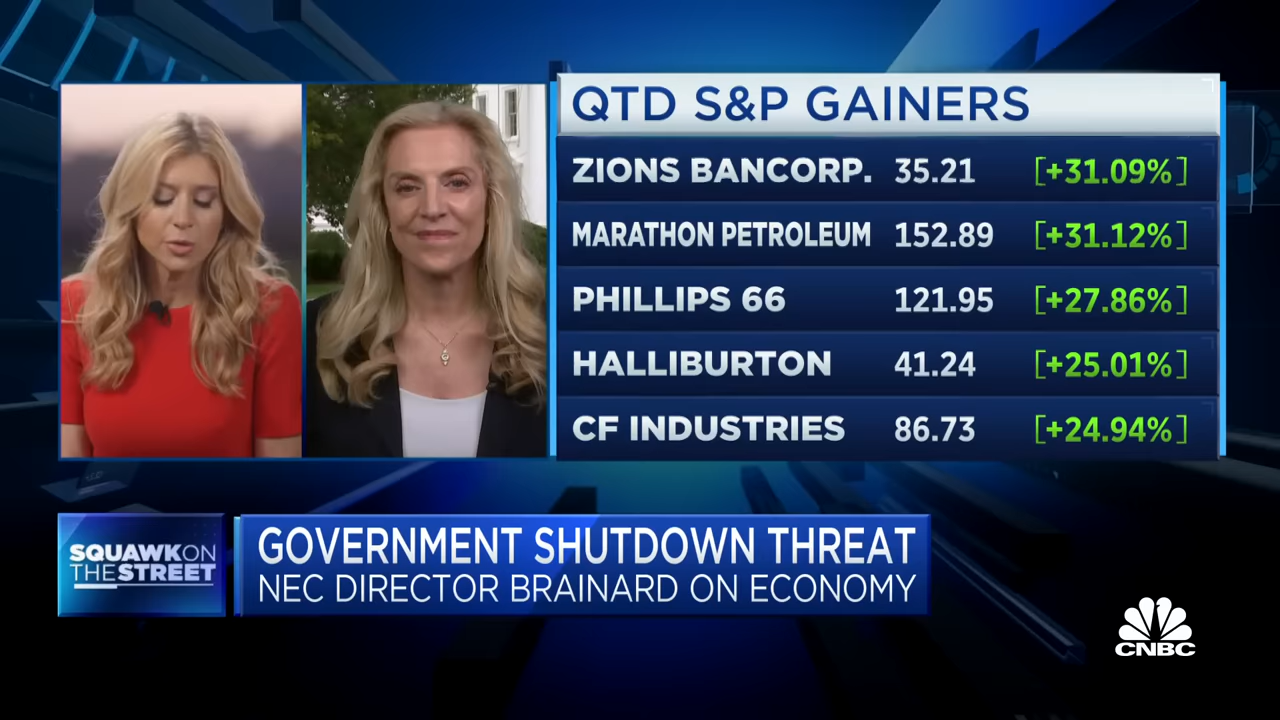 QTD S&P GAINERS
ZIONS BANCORP. 35.21 [+31.09%]
MARATHON PETROLEUM 152.89 [+31.12%]
PHILLIPS 66 121.95 [+27.86%]
HALLIBURTON 41.24 [+25.01%]
CF INDUSTRIES 86.73 [+24.94%]
SQUAWK ON
THE STREET
GOVERNMENT SHUTDOWN THREAT
NEC DIRECTOR BRAINARD ON ECONOMY
CNBC